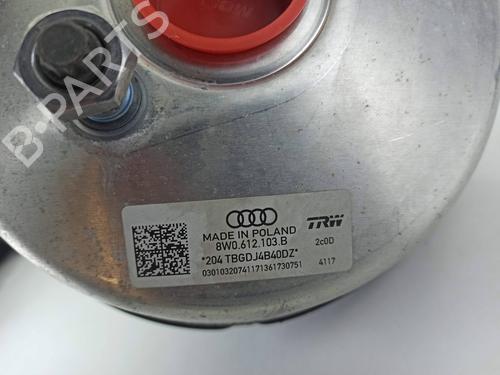 B-PARTS
MADE IN POLAND
8W0.612.103.B
*204 TBGDJ4B40DZ*
03010320741171361730751
TRW
2c0D
4117